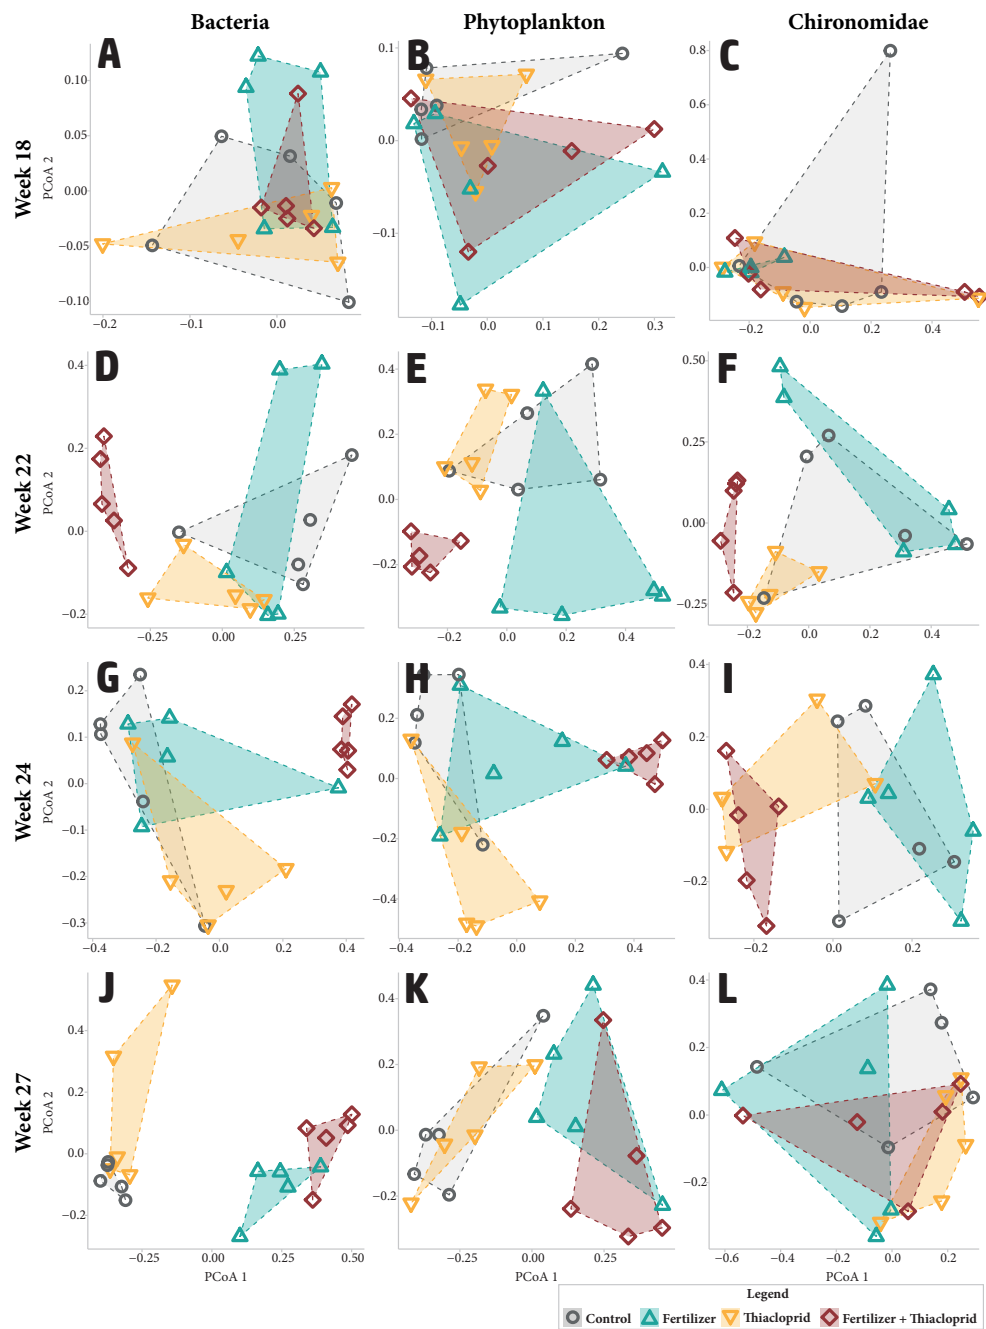 Bacteria Phytoplankton Chironomidae
Week 18
PCoA 2
A
0.10
0.05
0.00
−0.05
−0.10
−0.2 −0.1 0.0
B
0.1
0.0
−0.1
−0.1 0.0 0.1 0.2 0.3
C
0.8
0.6
0.4
0.2
0.0
−0.2 0.0 0.2 0.4
Week 22
PCoA 2
D
0.4
0.2
0.0
−0.2
−0.25 0.00 0.25
E
0.4
0.2
0.0
−0.2
−0.2 0.0 0.2 0.4
F
0.50
0.25
0.00
−0.25
−0.2 0.0 0.2 0.4
Week 24
PCoA 2
G
0.2
0.1
0.0
−0.1
−0.2
−0.3
−0.4 −0.2 0.0 0.2 0.4
H
0.2
0.0
−0.2
−0.4
−0.4 −0.2 0.0 0.2 0.4
I
0.4
0.2
0.0
−0.2
−0.2 0.0 0.2
Week 27
PCoA 2
J
0.4
0.2
0.0
−0.2
−0.25 0.00 0.25 0.50
PCoA 1
K
0.4
0.2
0.0
−0.2
−0.25 0.00 0.25
PCoA 1
L
0.4
0.2
0.0
−0.2
−0.6 −0.4 −0.2 0.0 0.2
PCoA 1
Legend
Control Fertilizer Thiacloprid Fertilizer + Thiacloprid